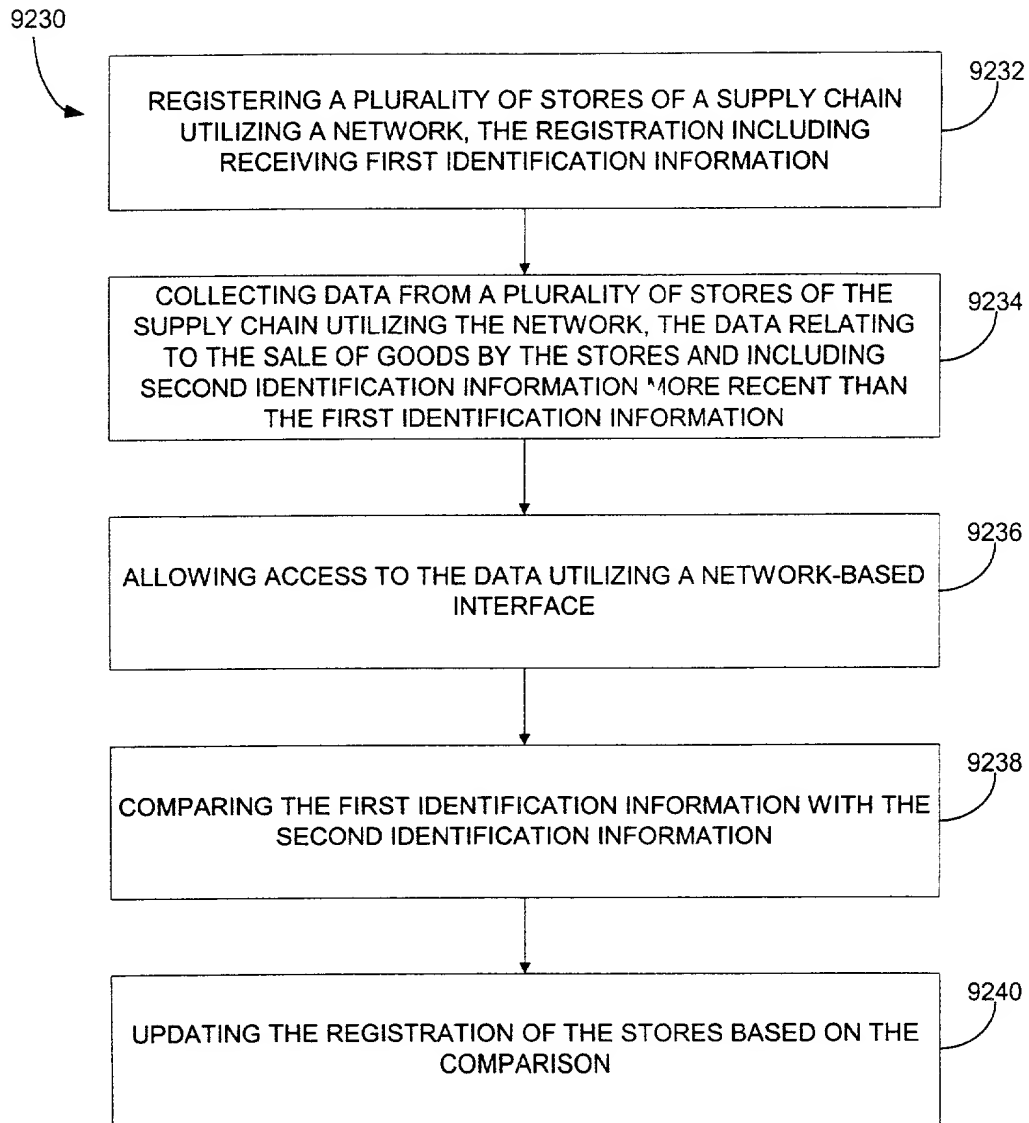 9230
9232
REGISTERING A PLURALITY OF STORES OF A SUPPLY CHAIN
UTILIZING A NETWORK, THE REGISTRATION INCLUDING
RECEIVING FIRST IDENTIFICATION INFORMATION
9234
COLLECTING DATA FROM A PLURALITY OF STORES OF THE
SUPPLY CHAIN UTILIZING THE NETWORK, THE DATA RELATING
TO THE SALE OF GOODS BY THE STORES AND INCLUDING
SECOND IDENTIFICATION INFORMATION MORE RECENT THAN
THE FIRST IDENTIFICATION INFORMATION
9236
ALLOWING ACCESS TO THE DATA UTILIZING A NETWORK-BASED
INTERFACE
9238
COMPARING THE FIRST IDENTIFICATION INFORMATION WITH THE
SECOND IDENTIFICATION INFORMATION
9240
UPDATING THE REGISTRATION OF THE STORES BASED ON THE
COMPARISON